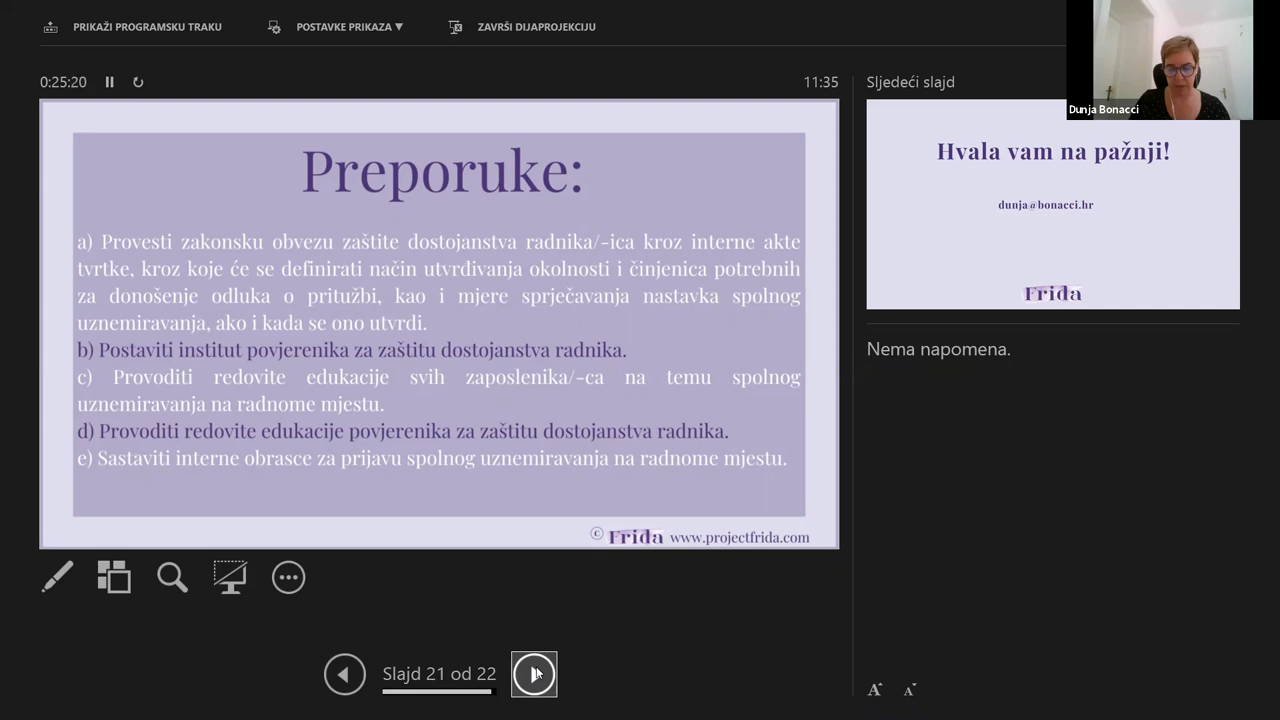 PRIKAŽI PROGRAMSKU TRAKU
POSTAVKE PRIKAZA ▼
ZAVRŠI DIJAPROJEKCIJU
0:25:20
11:35
Sljedeći slajd
Dunja Bonacci
Preporuke:
a) Provesti zakonsku obvezu zaštite dostojanstva radnika/-ica kroz interne akte
tvrtke, kroz koje će se definirati način utvrđivanja okolnosti i činjenica potrebnih
za donošenje odluka o pritužbi, kao i mjere sprječavanja nastavka spolnog
uznemiravanja, ako i kada se ono utvrdi.
b) Postaviti institut povjerenika za zaštitu dostojanstva radnika.
c) Provoditi redovite edukacije svih zaposlenika/-ca na temu spolnog
uznemiravanja na radnome mjestu.
d) Provoditi redovite edukacije povjerenika za zaštitu dostojanstva radnika.
e) Sastaviti interne obrasce za prijavu spolnog uznemiravanja na radnome mjestu.
© Frida www.projectfrida.com
Hvala vam na pažnji!
dunja@bonacci.hr
Frida
Nema napomena.
Slajd 21 od 22
A A